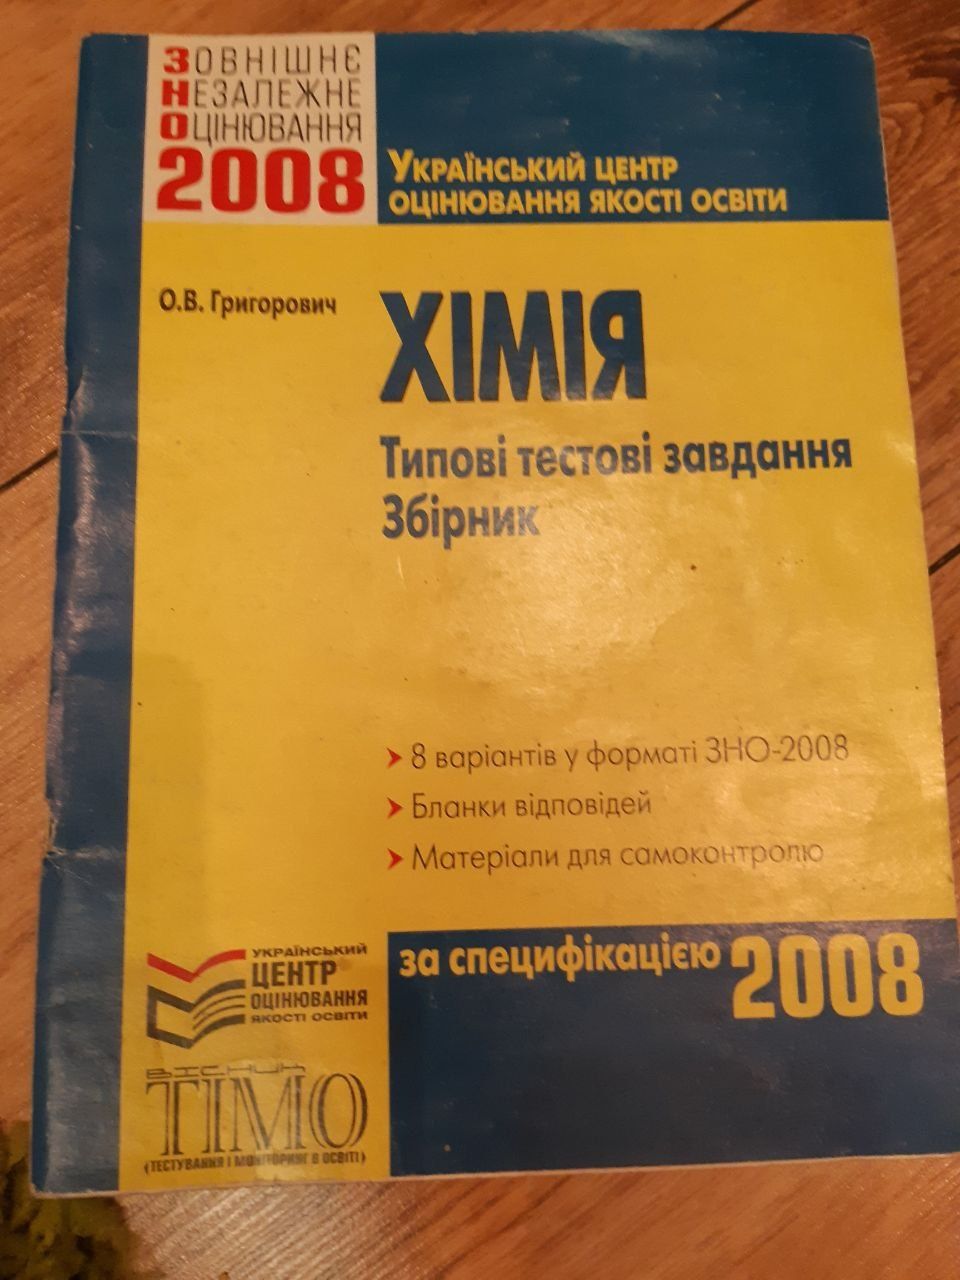 ЗОВНІШНЄ
НЕЗАЛЕЖНЕ
ОЦІНЮВАННЯ
2008
УКРАЇНСЬКИЙ ЦЕНТР
ОЦІНЮВАННЯ ЯКОСТІ ОСВІТИ
О.В. Григорович
ХІМІЯ
Типові тестові завдання
Збірник
8 варіантів у форматі ЗНО-2008
Бланки відповідей
Матеріали для самоконтролю
УКРАЇНСЬКИЙ
ЦЕНТР
ОЦІНЮВАННЯ
ЯКОСТІ ОСВІТИ
за специфікацією 2008
ВІСНИК
ТІМО
(ТЕСТУВАННЯ І МОНІТОРИНГ В ОСВІТІ)